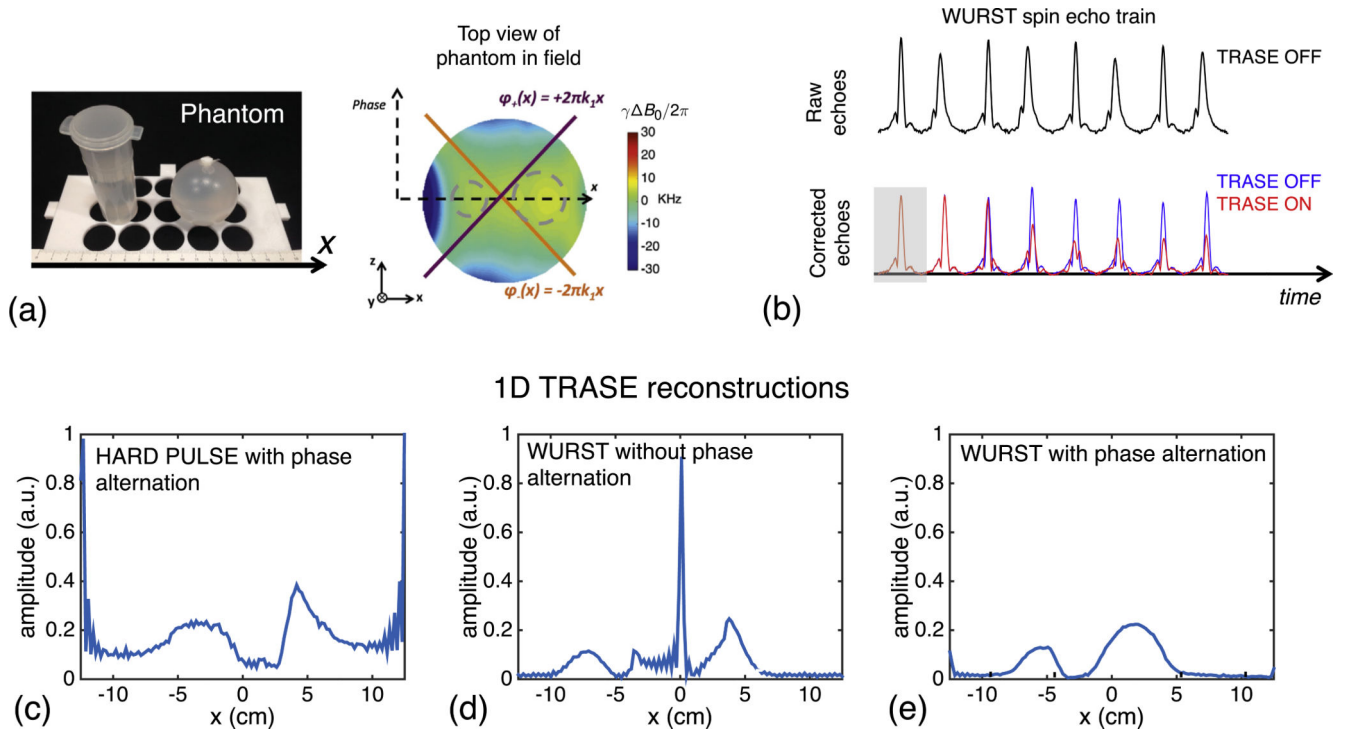 Top view of
phantom in field
Phantom
x
Phase
φ₊(x) = +2πk₁x
φ₋(x) = -2πk₁x
γΔB₀/2π
30
20
10
0
-10
-20
-30
KHz
x
z
y
x
(a)
WURST spin echo train
Raw
echoes
TRASE OFF
Corrected
echoes
TRASE OFF
TRASE ON
time
(b)
1D TRASE reconstructions
HARD PULSE with phase
alternation
amplitude (a.u.)
1
0.8
0.6
0.4
0.2
0
-10
-5
0
5
10
x (cm)
(c)
WURST without phase
alternation
amplitude (a.u.)
1
0.8
0.6
0.4
0.2
0
-10
-5
0
5
10
x (cm)
(d)
WURST with phase alternation
amplitude (a.u.)
1
0.8
0.6
0.4
0.2
0
-10
-5
0
5
10
x (cm)
(e)